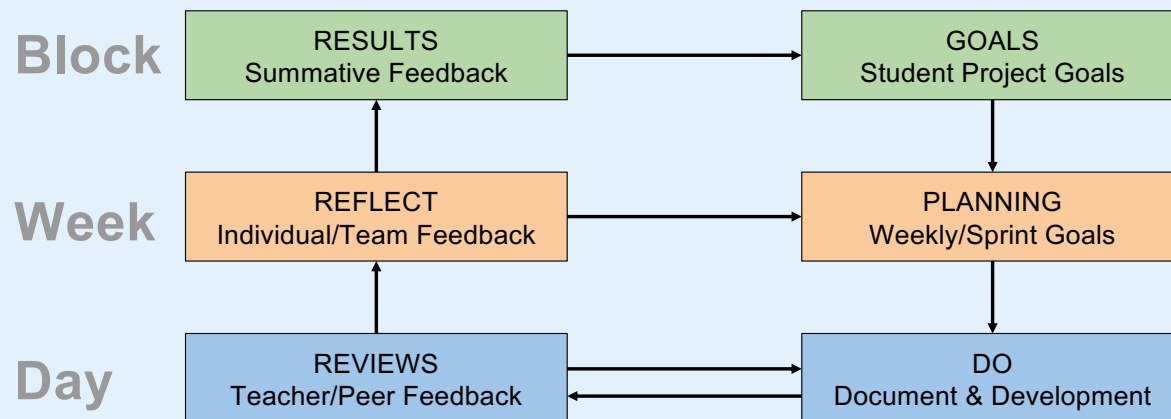 Block
RESULTS
Summative Feedback
GOALS
Student Project Goals
Week
REFLECT
Individual/Team Feedback
PLANNING
Weekly/Sprint Goals
Day
REVIEWS
Teacher/Peer Feedback
DO
Document & Development